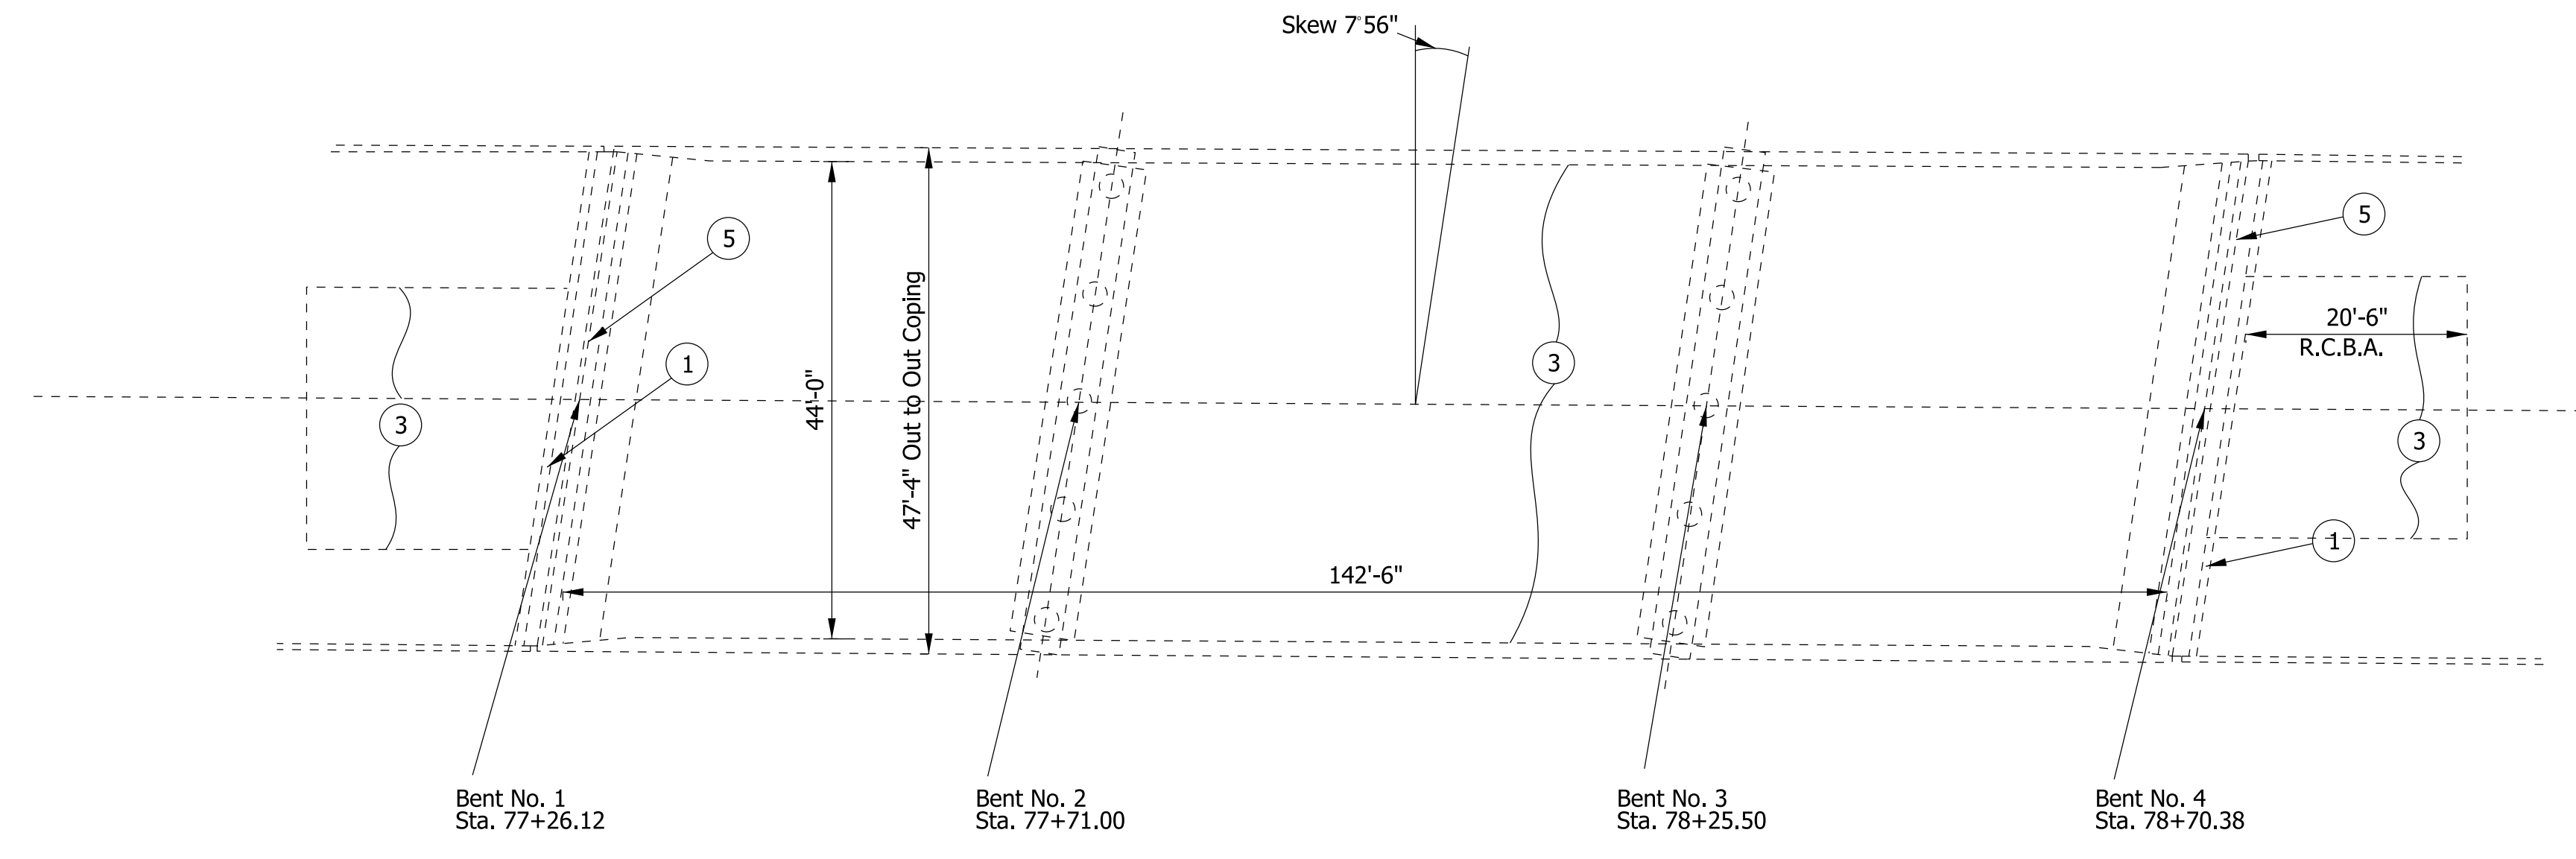 Skew 7°56"
5
5
20'-6"
R.C.B.A.
1
3
44'-0"
47'-4" Out to Out Coping
3
3
1
142'-6"
Bent No. 1
Sta. 77+26.12
Bent No. 2
Sta. 77+71.00
Bent No. 3
Sta. 78+25.50
Bent No. 4
Sta. 78+70.38